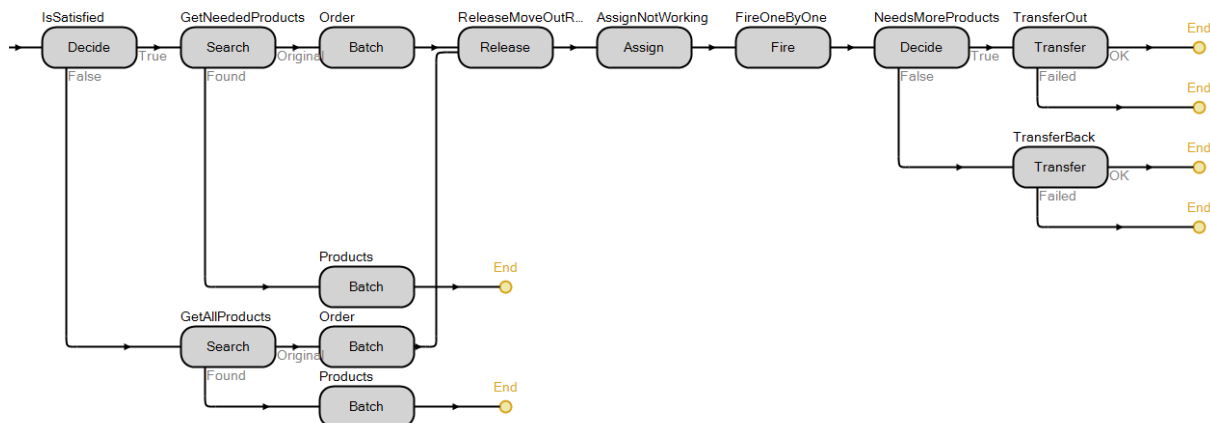 IsSatisfied
GetNeededProducts
Order
ReleaseMoveOutR...
AssignNotWorking
FireOneByOne
NeedsMoreProducts
TransferOut
End
Decide
Search
Batch
Release
Assign
Fire
Decide
Transfer
True
Original
True
OK
False
Found
False
Failed
End
TransferBack
End
Transfer
OK
Failed
End
Products
End
Batch
GetAllProducts
Order
Search
Batch
Original
Found
Products
End
Batch